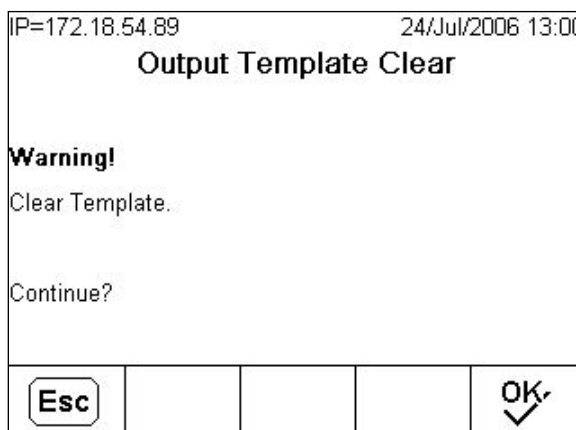 IP=172.18.54.89 24/Jul/2006 13:00
Output Template Clear
Warning!
Clear Template.
Continue?
Esc OK